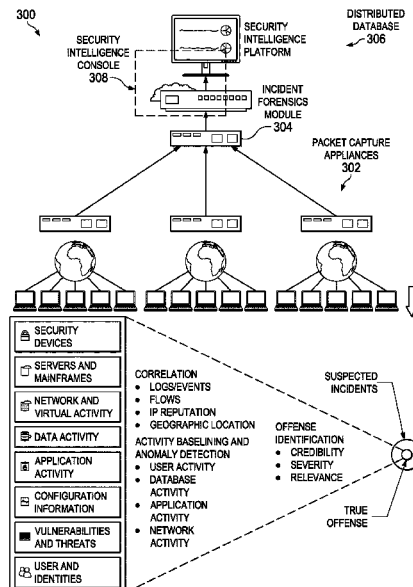 300
SECURITY
INTELLIGENCE
CONSOLE
308
SECURITY
INTELLIGENCE
PLATFORM
DISTRIBUTED
DATABASE
306
INCIDENT
FORENSICS
MODULE
304
PACKET CAPTURE
APPLIANCES
302
SECURITY
DEVICES
SERVERS AND
MAINFRAMES
NETWORK AND
VIRTUAL ACTIVITY
DATA ACTIVITY
APPLICATION
ACTIVITY
CONFIGURATION
INFORMATION
VULNERABILITIES
AND THREATS
USER AND
IDENTITIES
CORRELATION
• LOGS/EVENTS
• FLOWS
• IP REPUTATION
• GEOGRAPHIC LOCATION
ACTIVITY BASELINING AND
ANOMALY DETECTION
• USER ACTIVITY
• DATABASE
ACTIVITY
• APPLICATION
ACTIVITY
• NETWORK
ACTIVITY
OFFENSE
IDENTIFICATION
• CREDIBILITY
• SEVERITY
• RELEVANCE
SUSPECTED
INCIDENTS
TRUE
OFFENSE